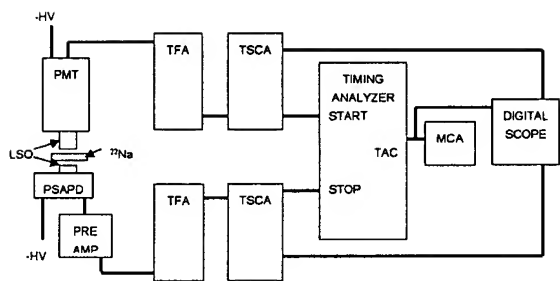 -HV
PMT
TFA
TSCA
TIMING
ANALYZER
START
TAC
STOP
MCA
DIGITAL
SCOPE
LSO
²²Na
PSAPD
-HV
PRE
AMP
TFA
TSCA